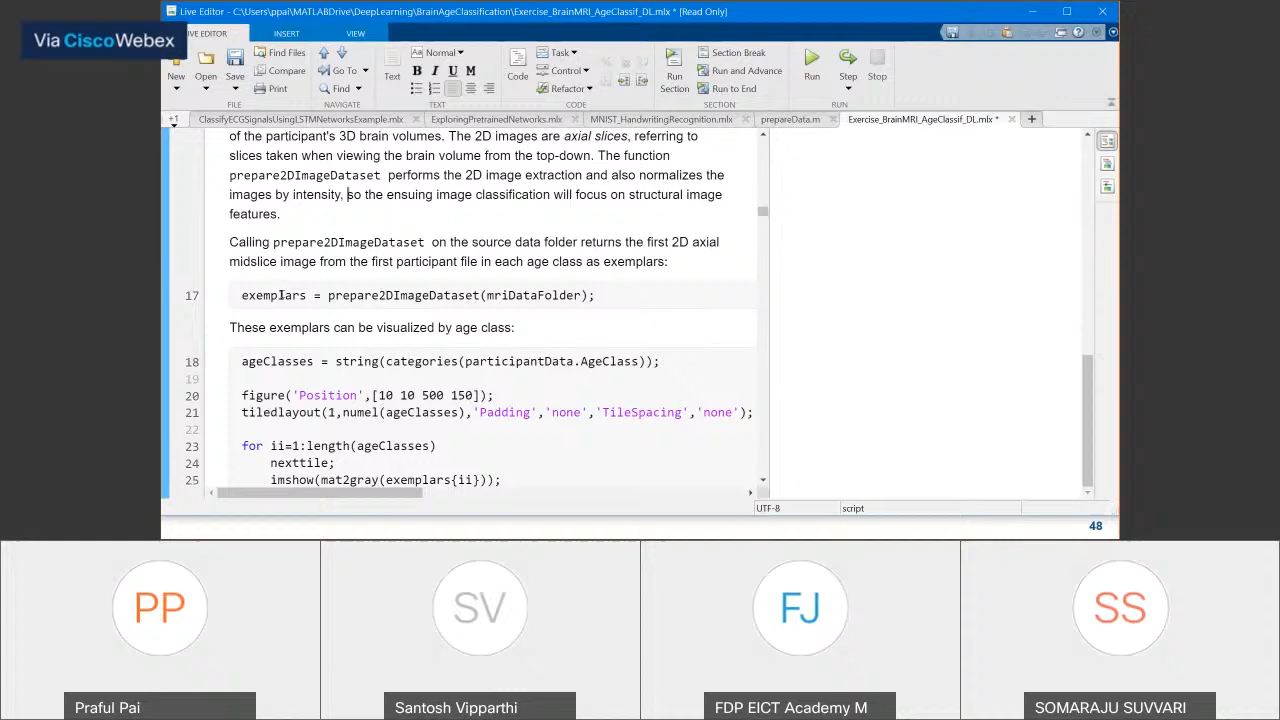 Live Editor - C:\Users\ppai\MATLABDrive\DeepLearning\BrainAgeClassification\Exercise_BrainMRI_AgeClassif_DL.mlx * [Read Only]
Via Cisco Webex
LIVE EDITOR INSERT VIEW
New Open Save
Find Files
Compare
Print
FILE
Go To
Find
NAVIGATE
Text
Normal
B I U M
TEXT
Code
Task
Control
Refactor
CODE
Run Section
Section Break
Run and Advance
Run to End
SECTION
Run Step Stop
RUN
+1 ClassifyECGSignalsUsingLSTMNetworksExample.mlx ExploringPretrainedNetworks.mlx MNIST_HandwritingRecognition.mlx prepareData.m Exercise_BrainMRI_AgeClassif_DL.mlx * +
of the participant's 3D brain volumes. The 2D images are axial slices, referring to
slices taken when viewing the brain volume from the top-down. The function
prepare2DImageDataset performs the 2D image extraction and also normalizes the
images by intensity, so the ensuing image classification will focus on structural image
features.
Calling prepare2DImageDataset on the source data folder returns the first 2D axial
midslice image from the first participant file in each age class as exemplars:
17 exemplars = prepare2DImageDataset(mriDataFolder);
These exemplars can be visualized by age class:
18 ageClasses = string(categories(participantData.AgeClass));
19
20 figure('Position',[10 10 500 150]);
21 tiledlayout(1,numel(ageClasses),'Padding','none','TileSpacing','none');
22
23 for ii=1:length(ageClasses)
24 nexttile;
25 imshow(mat2gray(exemplars{ii}));
UTF-8 script
48
PP SV FJ SS
Praful Pai Santosh Vipparthi FDP EICT Academy M SOMARAJU SUVVARI